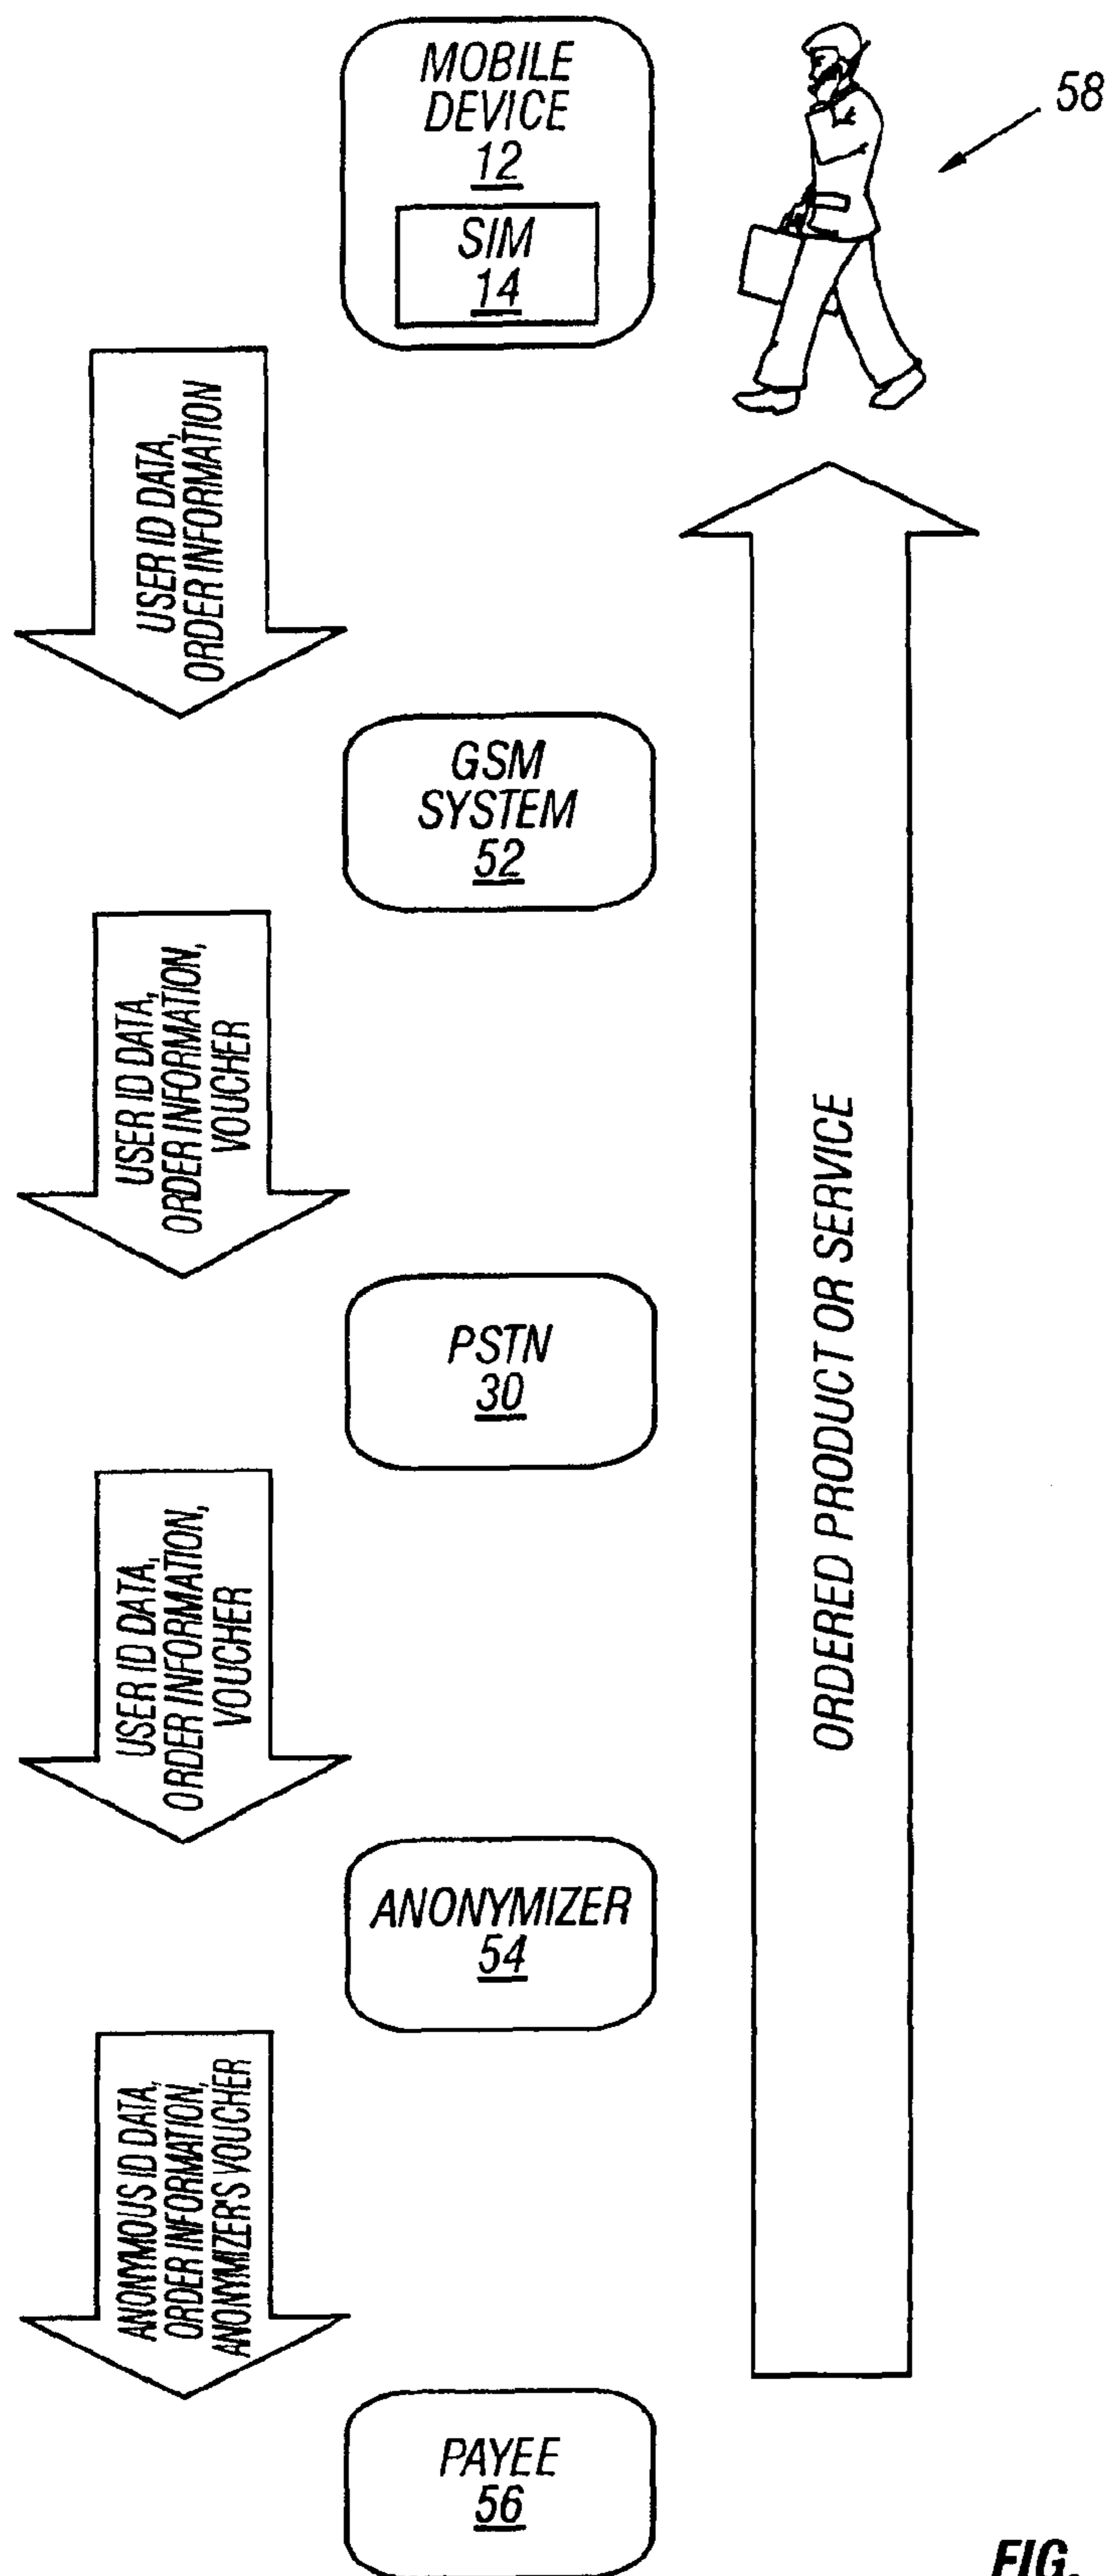 MOBILE
DEVICE
12
SIM
14
58
USER ID DATA,
ORDER INFORMATION
GSM
SYSTEM
52
USER ID DATA,
ORDER INFORMATION,
VOUCHER
PSTN
30
ORDERED PRODUCT OR SERVICE
USER ID DATA,
ORDER INFORMATION,
VOUCHER
ANONYMIZER
54
ANONYMOUS ID DATA,
ORDER INFORMATION,
ANONYMIZER'S VOUCHER
PAYEE
56
FIG.